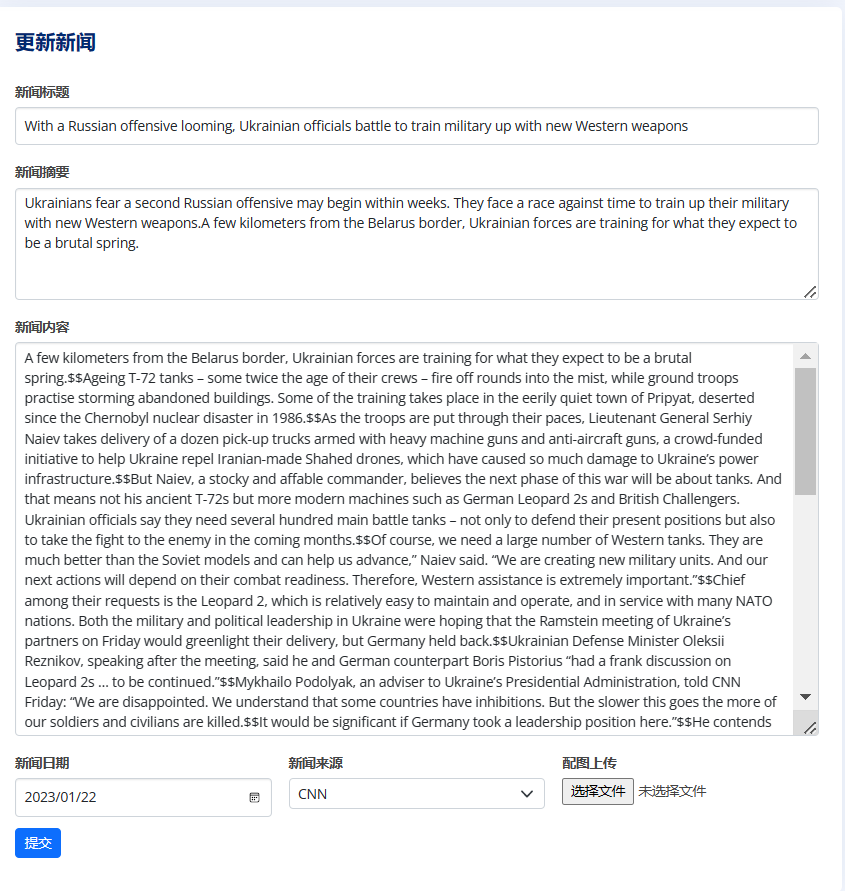 更新新闻
新闻标题
With a Russian offensive looming, Ukrainian officials battle to train military up with new Western weapons
新闻摘要
Ukrainians fear a second Russian offensive may begin within weeks. They face a race against time to train up their military
with new Western weapons.A few kilometers from the Belarus border, Ukrainian forces are training for what they expect to
be a brutal spring.
新闻内容
A few kilometers from the Belarus border, Ukrainian forces are training for what they expect to be a brutal
spring.$$Ageing T-72 tanks – some twice the age of their crews – fire off rounds into the mist, while ground troops
practise storming abandoned buildings. Some of the training takes place in the eerily quiet town of Pripyat, deserted
since the Chernobyl nuclear disaster in 1986.$$As the troops are put through their paces, Lieutenant General Serhiy
Naiev takes delivery of a dozen pick-up trucks armed with heavy machine guns and anti-aircraft guns, a crowd-funded
initiative to help Ukraine repel Iranian-made Shahed drones, which have caused so much damage to Ukraine’s power
infrastructure.$$But Naiev, a stocky and affable commander, believes the next phase of this war will be about tanks. And
that means not his ancient T-72s but more modern machines such as German Leopard 2s and British Challengers.
Ukrainian officials say they need several hundred main battle tanks – not only to defend their present positions but also
to take the fight to the enemy in the coming months.$$Of course, we need a large number of Western tanks. They are
much better than the Soviet models and can help us advance,” Naiev said. “We are creating new military units. And our
next actions will depend on their combat readiness. Therefore, Western assistance is extremely important.”$$Chief
among their requests is the Leopard 2, which is relatively easy to maintain and operate, and in service with many NATO
nations. Both the military and political leadership in Ukraine were hoping that the Ramstein meeting of Ukraine’s
partners on Friday would greenlight their delivery, but Germany held back.$$Ukrainian Defense Minister Oleksii
Reznikov, speaking after the meeting, said he and German counterpart Boris Pistorius “had a frank discussion on
Leopard 2s ... to be continued.”$$Mykhailo Podolyak, an adviser to Ukraine’s Presidential Administration, told CNN
Friday: “We are disappointed. We understand that some countries have inhibitions. But the slower this goes the more of
our soldiers and civilians are killed.$$It would be significant if Germany took a leadership position here.”$$He contends
新闻日期 新闻来源 配图上传
2023/01/22 CNN 选择文件 未选择文件
提交